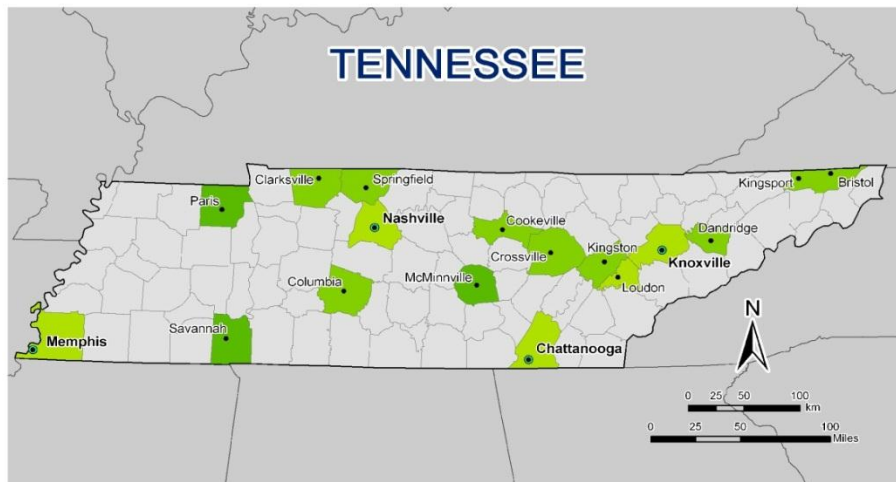 TENNESSEE
Clarksville
Springfield
Kingsport
Bristol
Paris
Nashville
Cookeville
Dandridge
Crossville
Kingston
Knoxville
Columbia
McMinnville
Loudon
Savannah
Memphis
Chattanooga
N
0 25 50 100
km
0 25 50 100
Miles